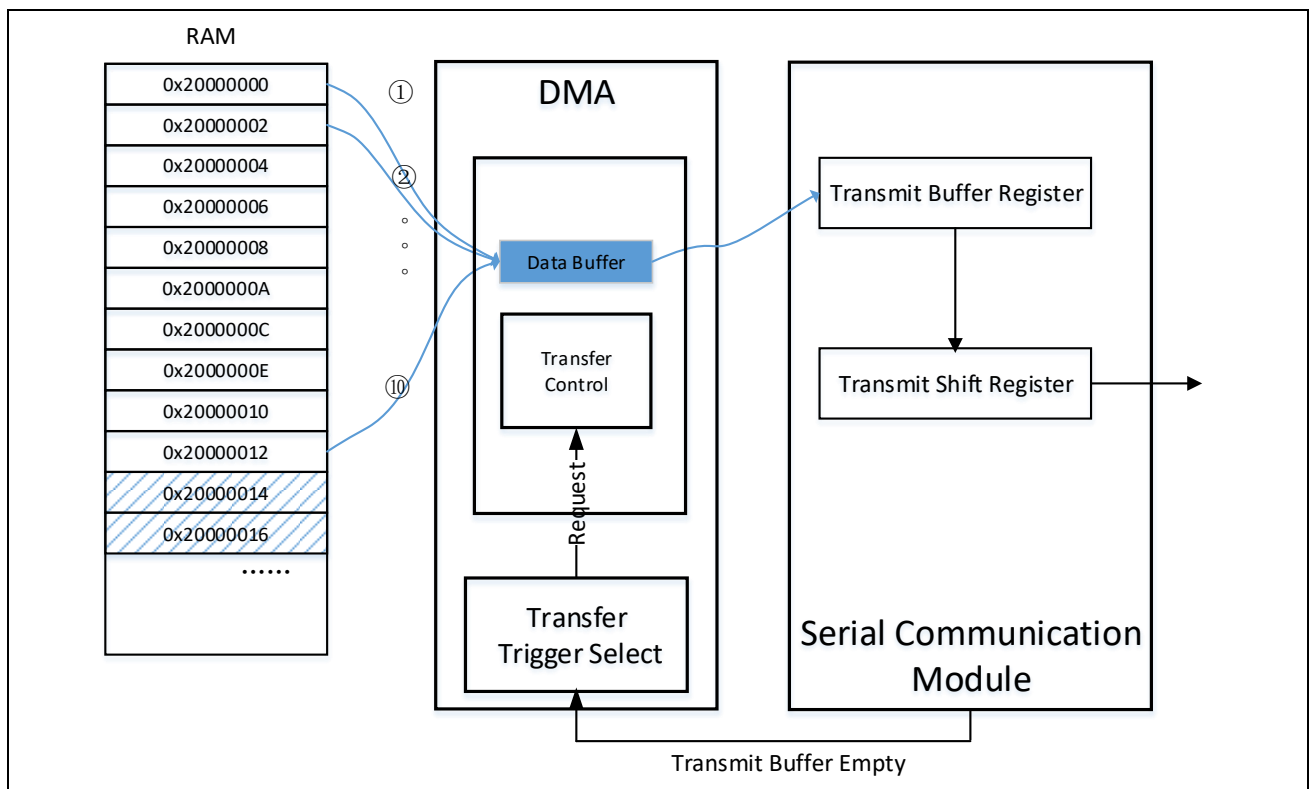 RAM
0x20000000
0x20000002
0x20000004
0x20000006
0x20000008
0x2000000A
0x2000000C
0x2000000E
0x20000010
0x20000012
0x20000014
0x20000016
......
①
②
。
。
。
⑩
DMA
Data Buffer
Transfer
Control
Request
Transfer
Trigger Select
Transmit Buffer Register
Transmit Shift Register
Serial Communication
Module
Transmit Buffer Empty